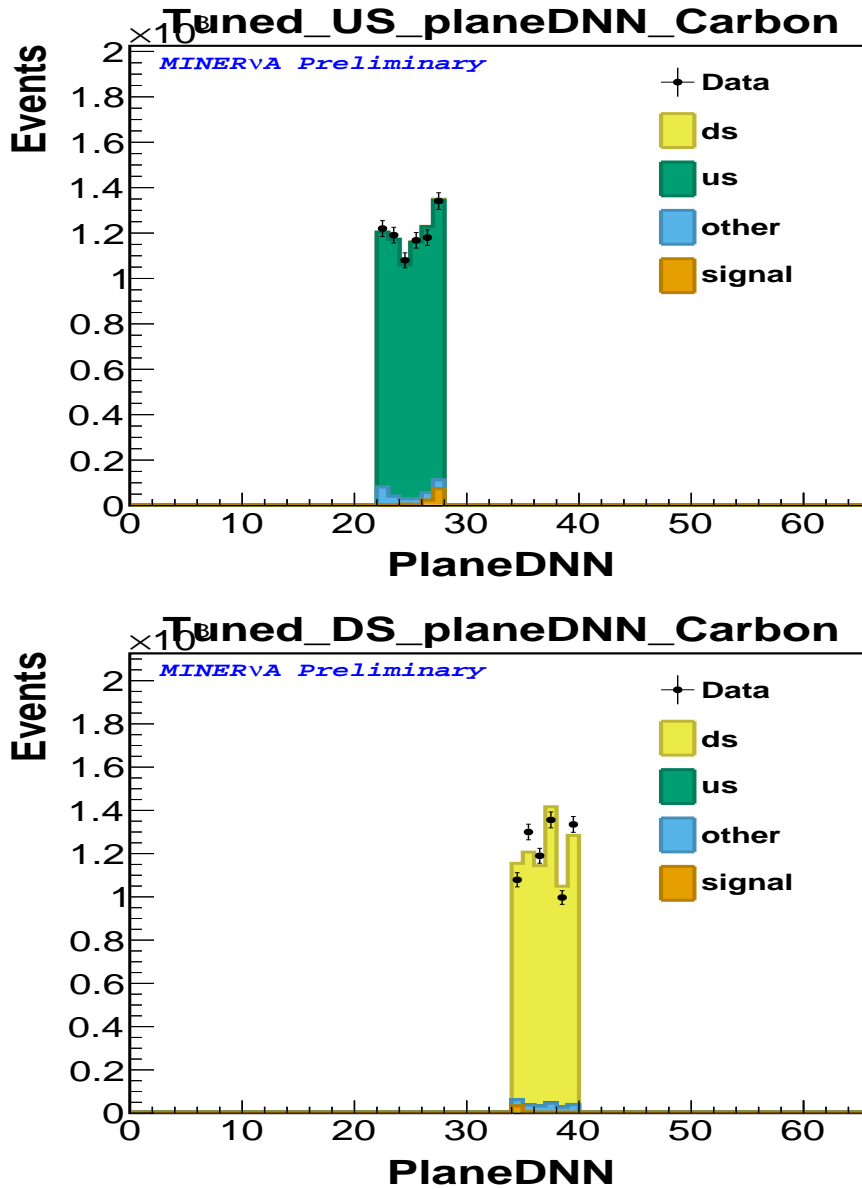 Tuned_US_planeDNN_Carbon
×10³
MINERνA Preliminary
Events
2
1.8
1.6
1.4
1.2
1
0.8
0.6
0.4
0.2
0
Data
ds
us
other
signal
0 10 20 30 40 50 60
PlaneDNN
Tuned_DS_planeDNN_Carbon
×10³
MINERνA Preliminary
Events
2
1.8
1.6
1.4
1.2
1
0.8
0.6
0.4
0.2
0
Data
ds
us
other
signal
0 10 20 30 40 50 60
PlaneDNN